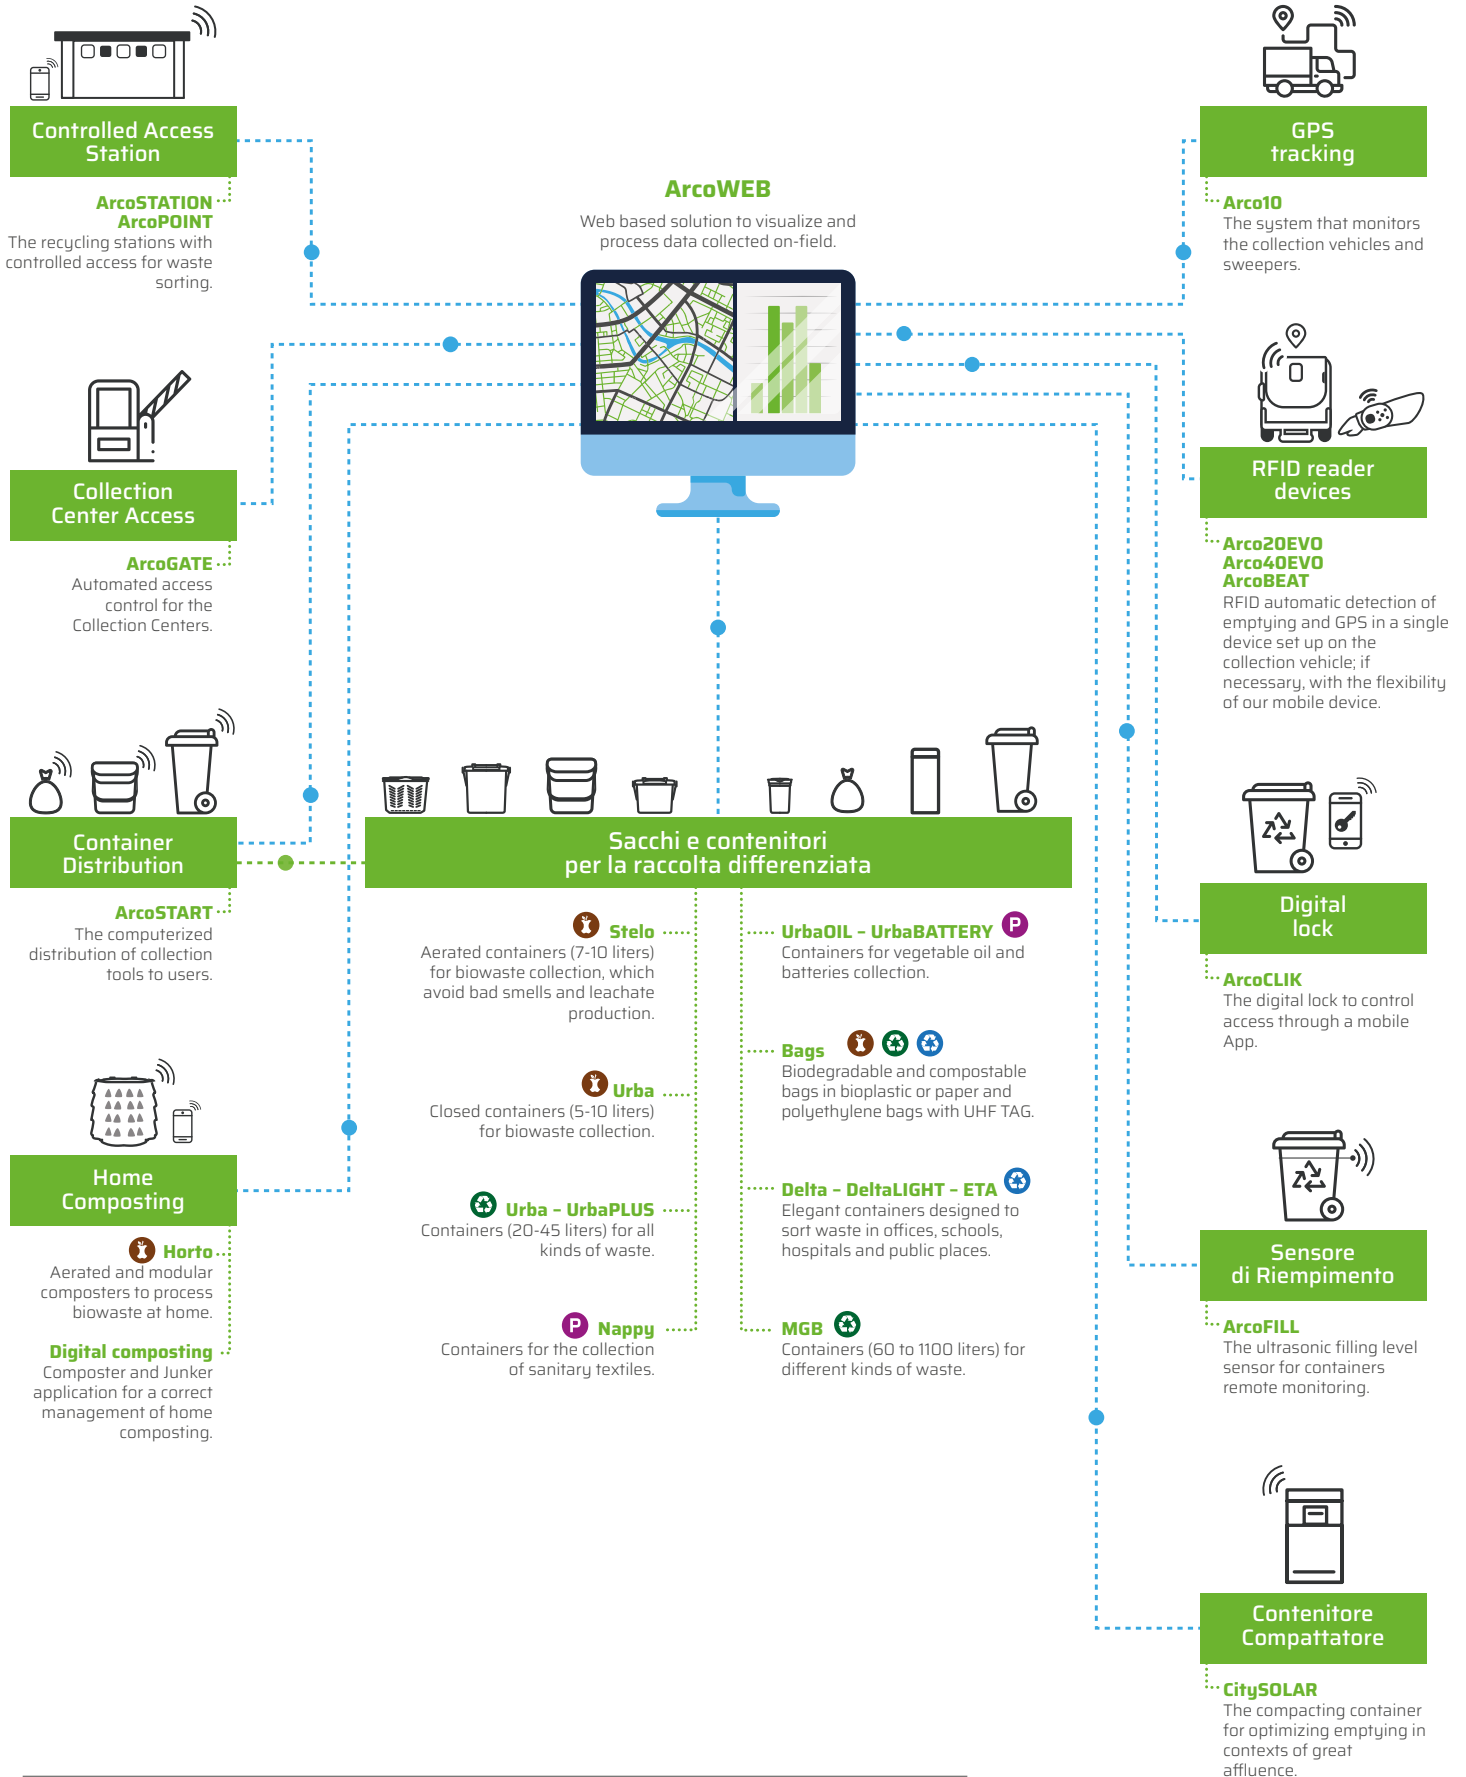 Controlled Access
Station
ArcoSTATION
ArcoPOINT
The recycling stations with
controlled access for waste
sorting.
Collection
Center Access
ArcoGATE
Automated access
control for the
Collection Centers.
Container
Distribution
ArcoSTART
The computerized
distribution of collection
tools to users.
Home
Composting
Horto
Aerated and modular
composters to process
biowaste at home.
Digital composting
Composter and Junker
application for a correct
management of home
composting.
ArcoWEB
Web based solution to visualize and
process data collected on-field.
Sacchi e contenitori
per la raccolta differenziata
Stelo
Aerated containers (7-10 liters)
for biowaste collection, which
avoid bad smells and leachate
production.
Urba
Closed containers (5-10 liters)
for biowaste collection.
Urba – UrbaPLUS
Containers (20-45 liters) for all
kinds of waste.
P Nappy
Containers for the collection
of sanitary textiles.
UrbaOIL – UrbaBATTERY P
Containers for vegetable oil and
batteries collection.
Bags
Biodegradable and compostable
bags in bioplastic or paper and
polyethylene bags with UHF TAG.
Delta – DeltaLIGHT – ETA
Elegant containers designed to
sort waste in offices, schools,
hospitals and public places.
MGB
Containers (60 to 1100 liters) for
different kinds of waste.
GPS
tracking
Arco10
The system that monitors
the collection vehicles and
sweepers.
RFID reader
devices
Arco20EVO
Arco40EVO
ArcoBEAT
RFID automatic detection of
emptying and GPS in a single
device set up on the
collection vehicle; if
necessary, with the flexibility
of our mobile device.
Digital
lock
ArcoCLIK
The digital lock to control
access through a mobile
App.
Sensore
di Riempimento
ArcoFILL
The ultrasonic filling level
sensor for containers
remote monitoring.
Contenitore
Compattatore
CitySOLAR
The compacting container
for optimizing emptying in
contexts of great
affluence.